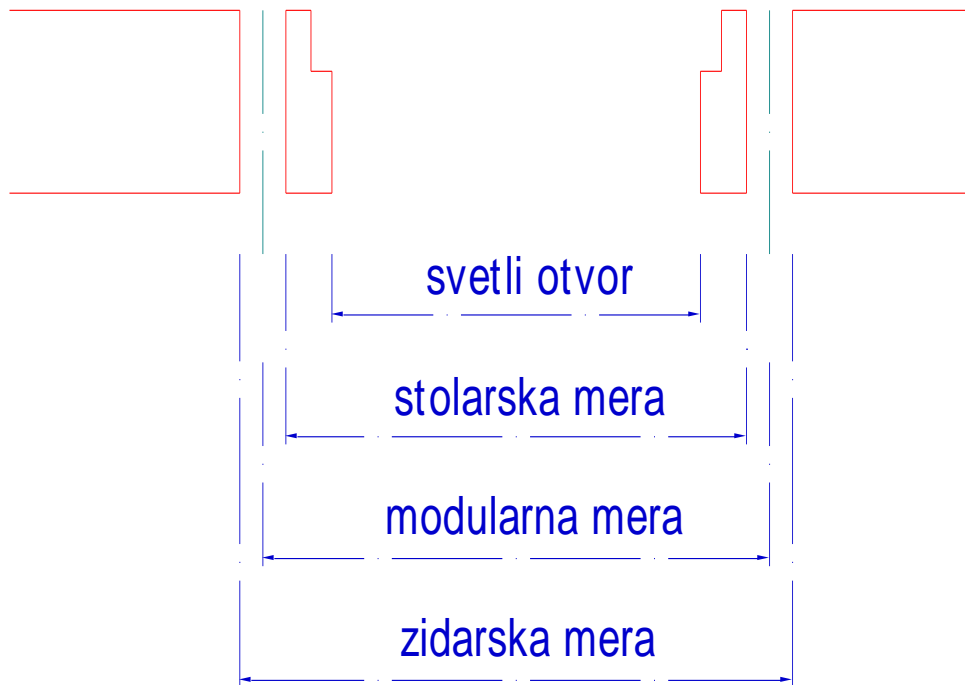 svetli otvor
stolarska mera
modularna mera
zidarska mera